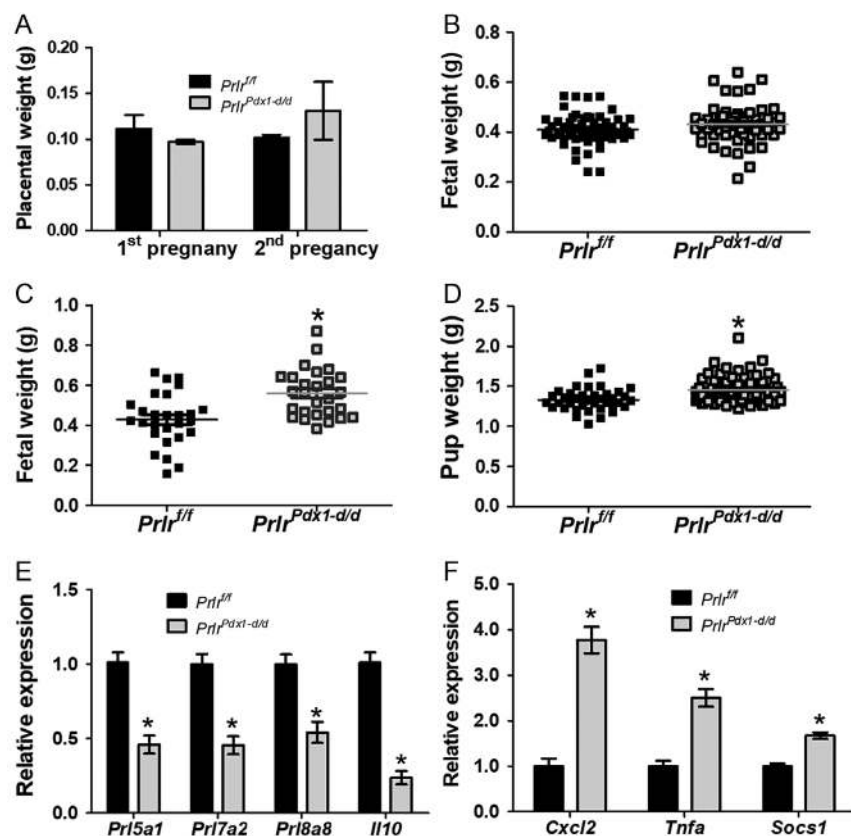 A
Placental weight (g)
0.20
0.15
0.10
0.05
0.00
Prlr^f/f
Prlr^Pdx1-d/d
1st pregnany
2nd pregancy
B
Fetal weight (g)
0.8
0.6
0.4
0.2
0.0
Prlr^f/f
Prlr^Pdx1-d/d
C
Fetal weight (g)
1.0
0.8
0.6
0.4
0.2
0.0
*
Prlr^f/f
Prlr^Pdx1-d/d
D
Pup weight (g)
2.5
2.0
1.5
1.0
0.5
0.0
*
Prlr^f/f
Prlr^Pdx1-d/d
E
Relative expression
1.5
1.0
0.5
0.0
Prlr^f/f
Prlr^Pdx1-d/d
* * * *
Prl5a1 Prl7a2 Prl8a8 Il10
F
Relative expression
5.0
4.0
3.0
2.0
1.0
0.0
Prlr^f/f
Prlr^Pdx1-d/d
* * *
Cxcl2 Tnfa Socs1